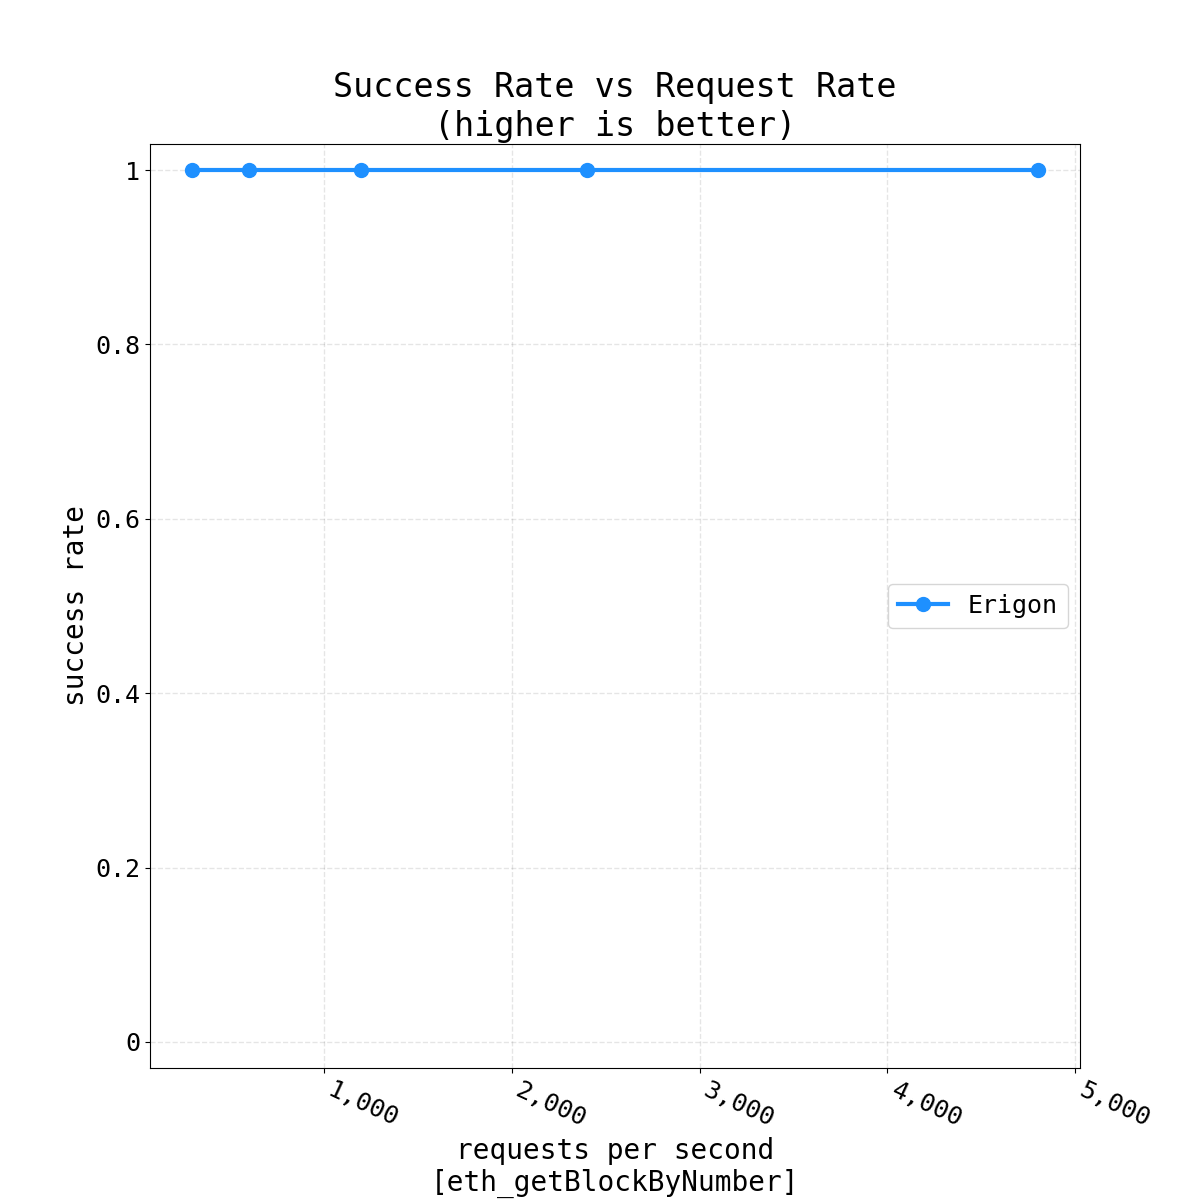 Success Rate vs Request Rate
(higher is better)
1
0.8
0.6
0.4
0.2
0
success rate
Erigon
1,000
2,000
3,000
4,000
5,000
requests per second
[eth_getBlockByNumber]